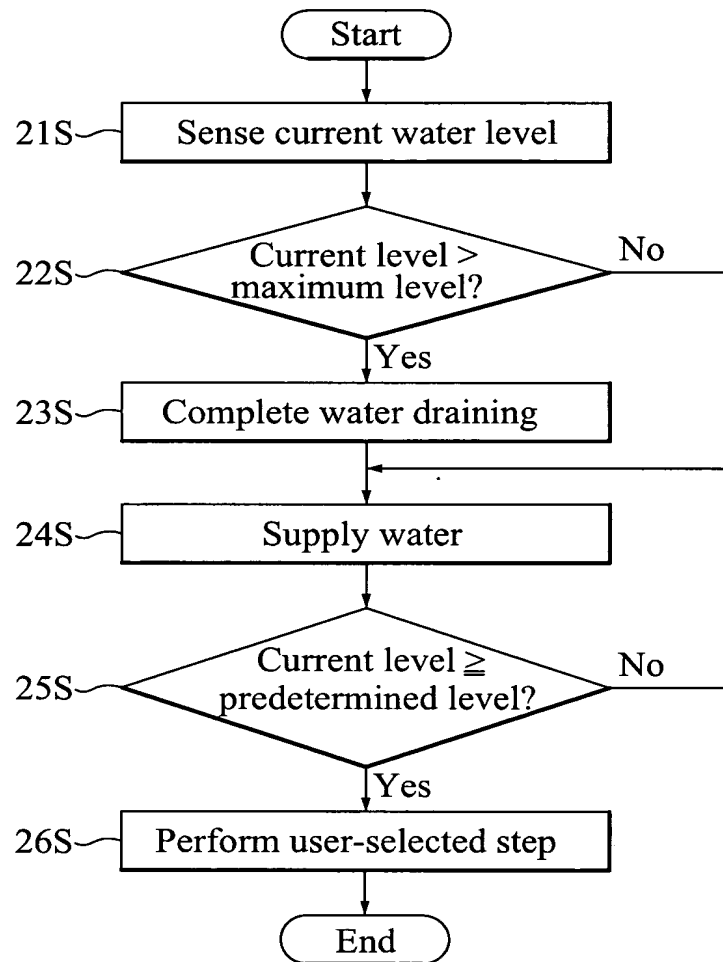 Start
21S
Sense current water level
22S
Current level >
maximum level?
No
Yes
23S
Complete water draining
24S
Supply water
25S
Current level ≧
predetermined level?
No
Yes
26S
Perform user-selected step
End